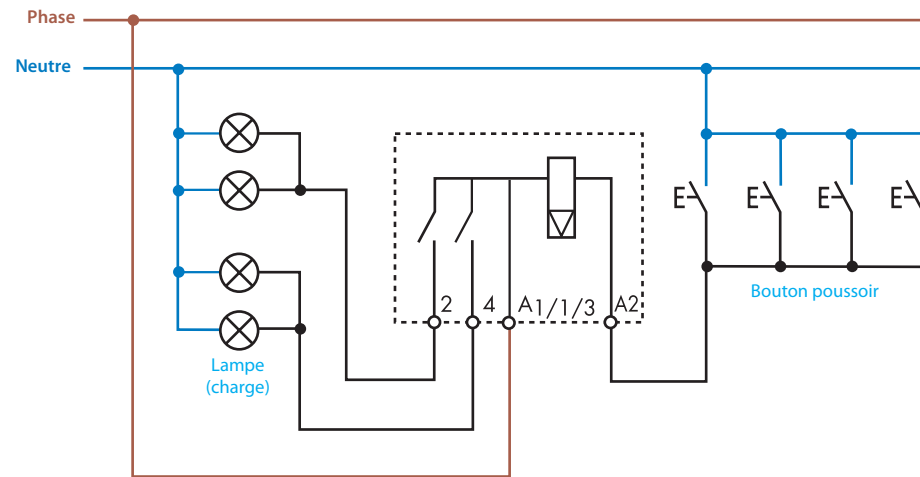 Phase
Neutre
2
4
A1/1/3
A2
Bouton poussoir
Lampe
(charge)